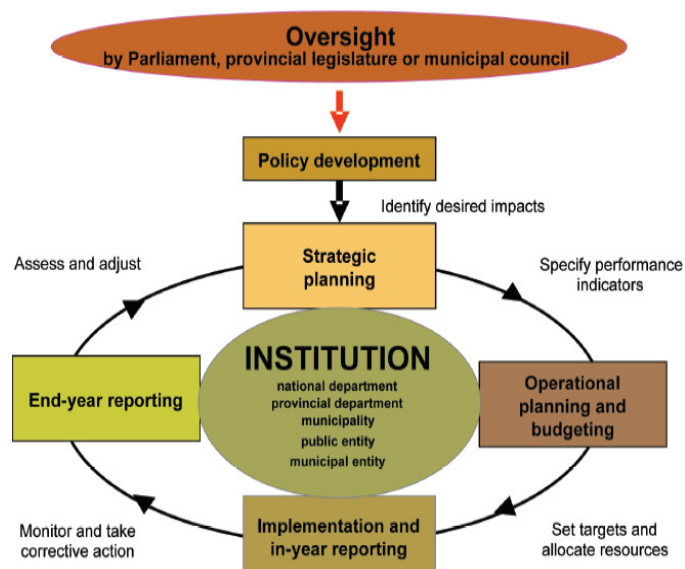 Oversight
by Parliament, provincial legislature or municipal council
Policy development
Identify desired impacts
Strategic
planning
Assess and adjust
Specify performance
indicators
INSTITUTION
national department
provincial department
municipality
public entity
municipal entity
End-year reporting
Operational
planning and
budgeting
Implementation and
in-year reporting
Monitor and take
corrective action
Set targets and
allocate resources